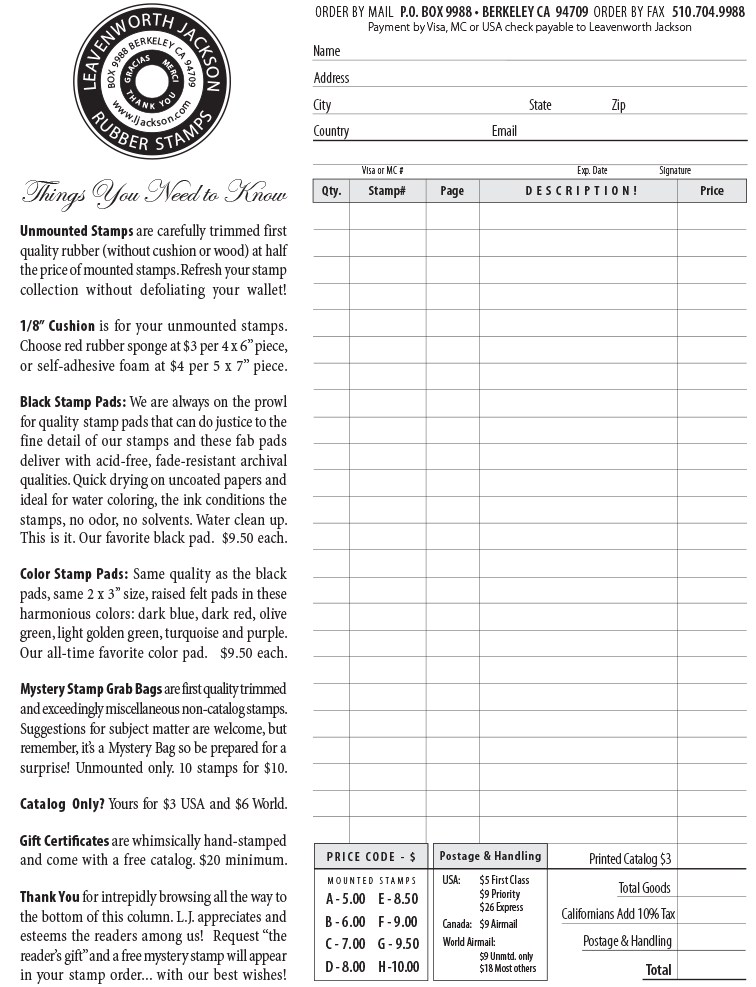 LEAVENWORTH JACKSON
RUBBER STAMPS
BOX 9988 BERKELEY CA 94709
www.ljackson.com
GRACIAS
MERCI
THANK YOU
Things You Need to Know
Unmounted Stamps are carefully trimmed first
quality rubber (without cushion or wood) at half
the price of mounted stamps. Refresh your stamp
collection without defoliating your wallet!
1/8” Cushion is for your unmounted stamps.
Choose red rubber sponge at $3 per 4 x 6” piece,
or self-adhesive foam at $4 per 5 x 7” piece.
Black Stamp Pads: We are always on the prowl
for quality stamp pads that can do justice to the
fine detail of our stamps and these fab pads
deliver with acid-free, fade-resistant archival
qualities. Quick drying on uncoated papers and
ideal for water coloring, the ink conditions the
stamps, no odor, no solvents. Water clean up.
This is it. Our favorite black pad. $9.50 each.
Color Stamp Pads: Same quality as the black
pads, same 2 x 3” size, raised felt pads in these
harmonious colors: dark blue, dark red, olive
green, light golden green, turquoise and purple.
Our all-time favorite color pad. $9.50 each.
Mystery Stamp Grab Bags are first quality trimmed
and exceedingly miscellaneous non-catalog stamps.
Suggestions for subject matter are welcome, but
remember, it’s a Mystery Bag so be prepared for a
surprise! Unmounted only. 10 stamps for $10.
Catalog Only? Yours for $3 USA and $6 World.
Gift Certificates are whimsically hand-stamped
and come with a free catalog. $20 minimum.
Thank You for intrepidly browsing all the way to
the bottom of this column. L.J. appreciates and
esteems the readers among us! Request “the
reader’s gift” and a free mystery stamp will appear
in your stamp order... with our best wishes!
ORDER BY MAIL P.O. BOX 9988 • BERKELEY CA 94709 ORDER BY FAX 510.704.9988
Payment by Visa, MC or USA check payable to Leavenworth Jackson
Name
Address
City State Zip
Country Email
Visa or MC # Exp. Date Signature
Qty. Stamp# Page DESCRIPTION! Price
PRICE CODE - $
MOUNTED STAMPS
A - 5.00 E - 8.50
B - 6.00 F - 9.00
C - 7.00 G - 9.50
D - 8.00 H -10.00
Postage & Handling
USA: $5 First Class
$9 Priority
$26 Express
Canada: $9 Airmail
World Airmail:
$9 Unmtd. only
$18 Most others
Printed Catalog $3
Total Goods
Californians Add 10% Tax
Postage & Handling
Total